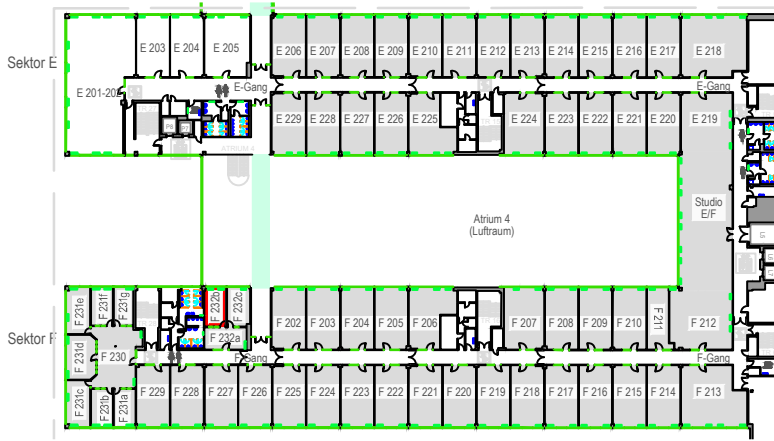 E 203 E 204 E 205 E 206 E 207 E 208 E 209 E 210 E 211 E 212 E 213 E 214 E 215 E 216 E 217 E 218
Sektor E
E 201-202 E-Gang E-Gang
E 229 E 228 E 227 E 226 E 225 E 224 E 223 E 222 E 221 E 220 E 219
ATRIUM 4
Studio
E/F
Atrium 4
(Luftraum)
F 231e F 231f F 231g F 232b F 232c
F 202 F 203 F 204 F 205 F 206 F 207 F 208 F 209 F 210 F 211 F 212
Sektor F
F 232a
F 231d F 230 F-Gang F-Gang
F 231c F 231b F 231a F 229 F 228 F 227 F 226 F 225 F 224 F 223 F 222 F 221 F 220 F 219 F 218 F 217 F 216 F 215 F 214 F 213